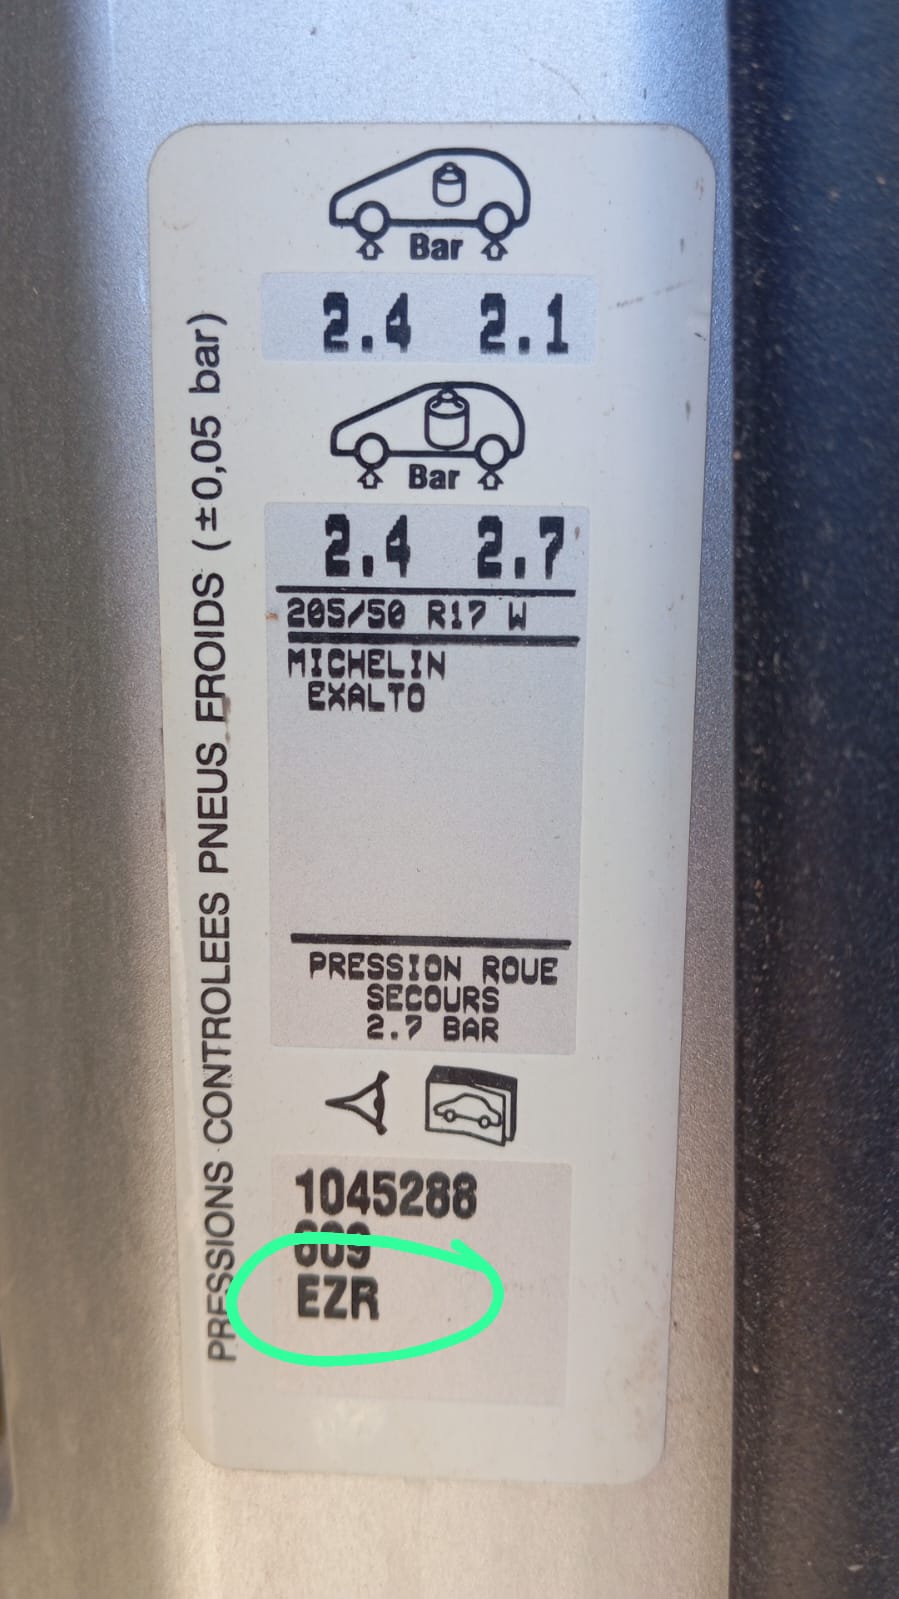 Bar
2.4 2.1
Bar
2.4 2.7
205/50 R17 W
MICHELIN
EXALTO
PRESSION ROUE
SECOURS
2.7 BAR
1045288
609
EZR
PRESSIONS CONTROLEES PNEUS FROIDS (±0,05 bar)